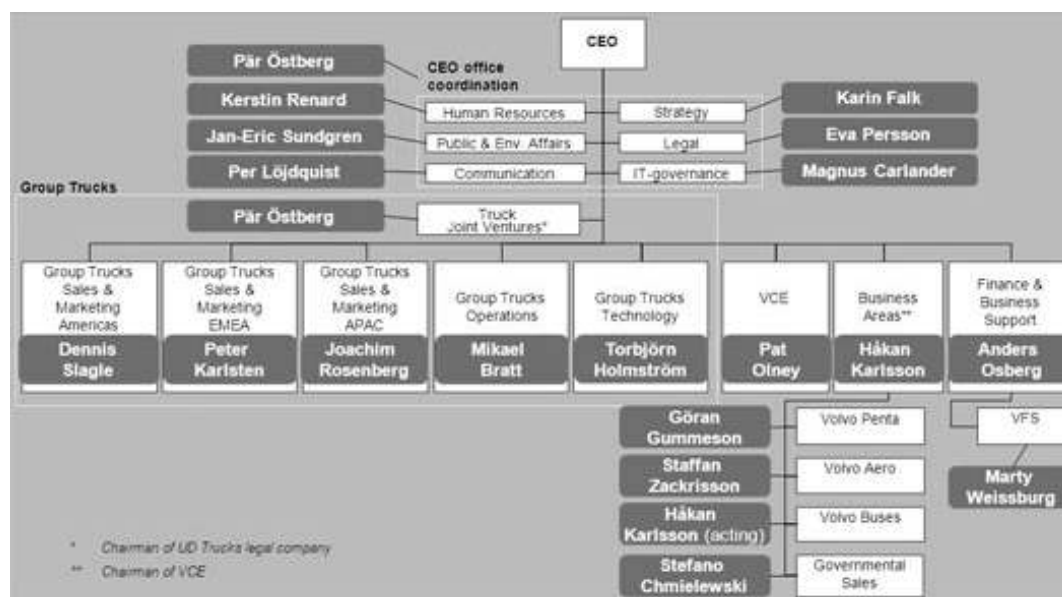 CEO
Pär Östberg
CEO office
coordination
Kerstin Renard
Human Resources
Strategy
Karin Falk
Jan-Eric Sundgren
Public & Env. Affairs
Legal
Eva Persson
Per Löjdquist
Communication
IT-governance
Magnus Carlander
Group Trucks
Pär Östberg
Truck
Joint Ventures*
Group Trucks
Sales &
Marketing
Americas
Dennis
Slagle
Group Trucks
Sales &
Marketing
EMEA
Peter
Karlsten
Group Trucks
Sales &
Marketing
APAC
Joachim
Rosenberg
Group Trucks
Operations
Mikael
Bratt
Group Trucks
Technology
Torbjörn
Holmström
VCE
Pat
Olney
Business
Areas**
Håkan
Karlsson
Finance &
Business
Support
Anders
Osberg
Göran
Gummeson
Volvo Penta
VFS
Staffan
Zackrisson
Volvo Aero
Marty
Weissburg
Håkan
Karlsson (acting)
Volvo Buses
Stefano
Chmielewski
Governmental
Sales
* Chairman of UD Trucks legal company
** Chairman of VCE